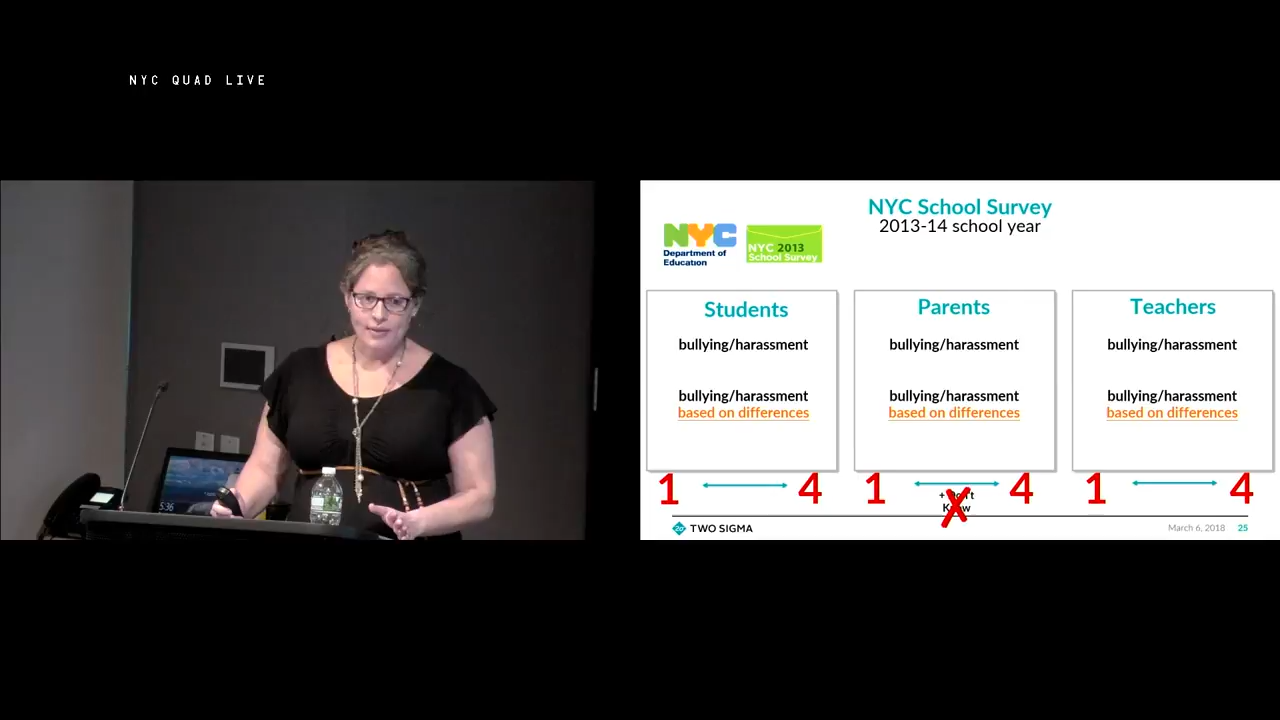 NYC QUAD LIVE
NYC School Survey
2013-14 school year
NYC
Department of
Education
NYC 2013
School Survey
Students
bullying/harassment
bullying/harassment
based on differences
Parents
bullying/harassment
bullying/harassment
based on differences
Teachers
bullying/harassment
bullying/harassment
based on differences
1
4
1
4
1
4
TWO SIGMA
March 6, 2018
25